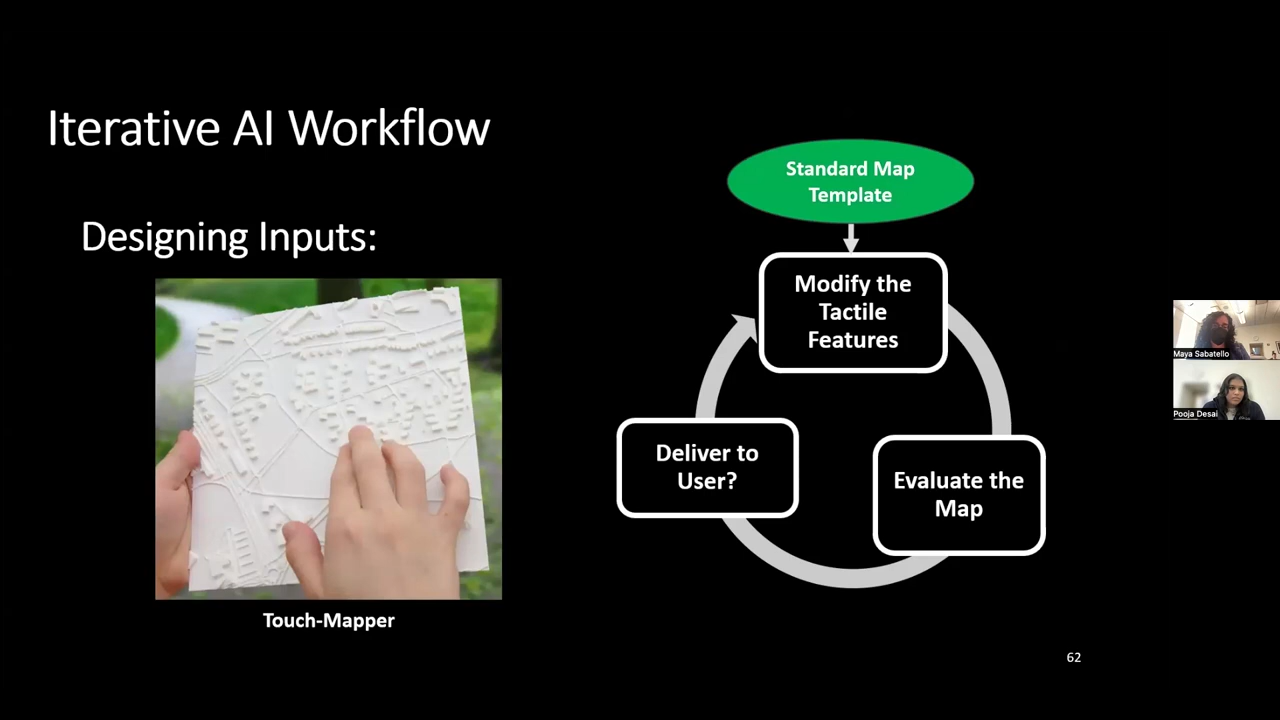 Iterative AI Workflow
Designing Inputs:
Touch-Mapper
Standard Map
Template
Modify the
Tactile
Features
Evaluate the
Map
Deliver to
User?
Maya Sabatello
Pooja Desai
62